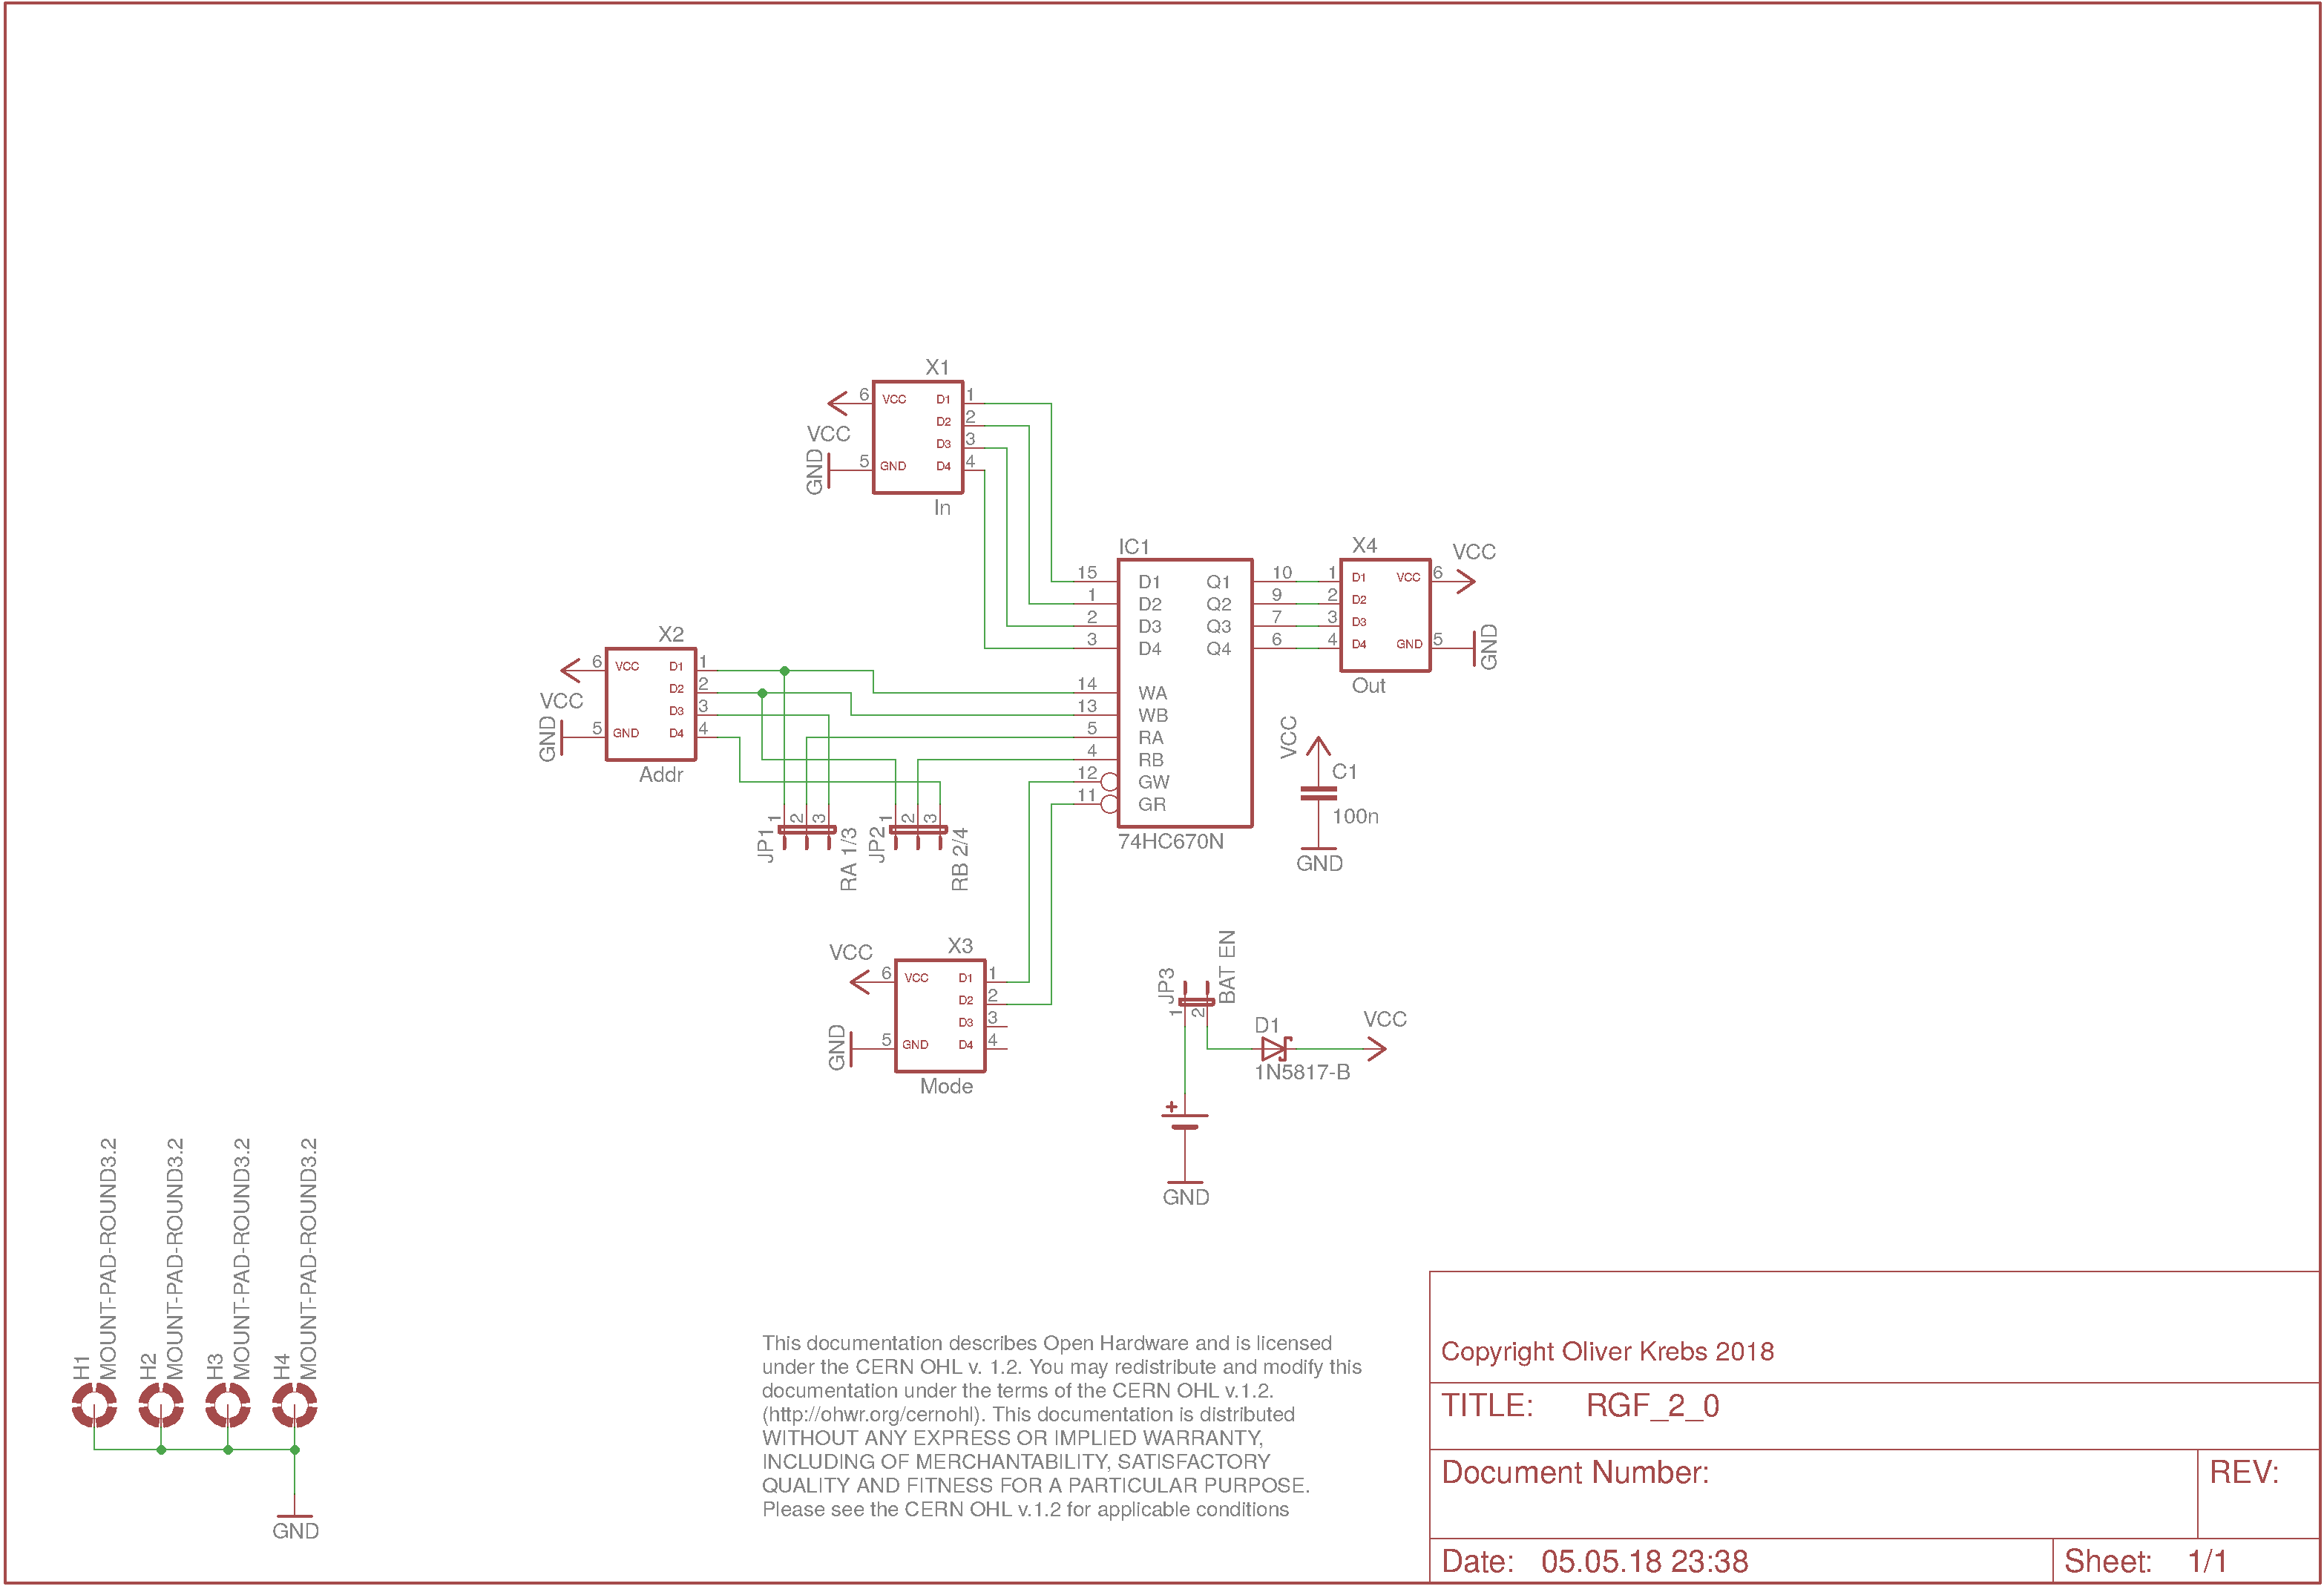 X1
6 VCC D1 1
D2 2
VCC
D3 3
GND 5 GND D4 4
In
IC1
15 D1 Q1 10
1 D2 Q2 9
2 D3 Q3 7
3 D4 Q4 6
14 WA
13 WB
5 RA
4 RB
12 GW
11 GR
74HC670N
X4
VCC
1 D1 VCC 6
2 D2
3 D3
4 D4 GND 5
GND
Out
X2
6 VCC D1 1
D2 2
VCC
D3 3
GND 5 GND D4 4
Addr
JP1
1 2 3
RA 1/3
JP2
1 2 3
RB 2/4
VCC
C1
100n
GND
VCC
X3
6 VCC D1 1
D2 2
D3 3
GND 5 GND D4 4
Mode
JP3
1 2
BAT EN
D1
1N5817-B
VCC
+
GND
H1
MOUNT-PAD-ROUND3.2
H2
MOUNT-PAD-ROUND3.2
H3
MOUNT-PAD-ROUND3.2
H4
MOUNT-PAD-ROUND3.2
GND
This documentation describes Open Hardware and is licensed
under the CERN OHL v. 1.2. You may redistribute and modify this
documentation under the terms of the CERN OHL v.1.2.
(http://ohwr.org/cernohl). This documentation is distributed
WITHOUT ANY EXPRESS OR IMPLIED WARRANTY,
INCLUDING OF MERCHANTABILITY, SATISFACTORY
QUALITY AND FITNESS FOR A PARTICULAR PURPOSE.
Please see the CERN OHL v.1.2 for applicable conditions
Copyright Oliver Krebs 2018
TITLE: RGF_2_0
Document Number:
REV:
Date: 05.05.18 23:38
Sheet: 1/1